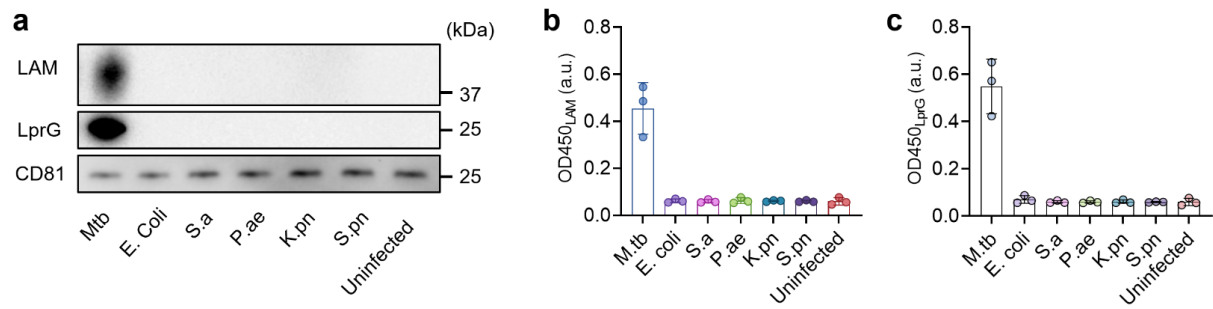 a
(kDa)
LAM
37
LprG
25
CD81
25
Mtb
E. Coli
S.a
P.ae
K.pn
S.pn
Uninfected
b
OD450LAM (a.u.)
0.8
0.6
0.4
0.2
0.0
M.tb
E. coli
S.a
P.ae
K.pn
S.pn
Uninfected
c
OD450LprG (a.u.)
0.8
0.6
0.4
0.2
0.0
M.tb
E. coli
S.a
P.ae
K.pn
S.pn
Uninfected